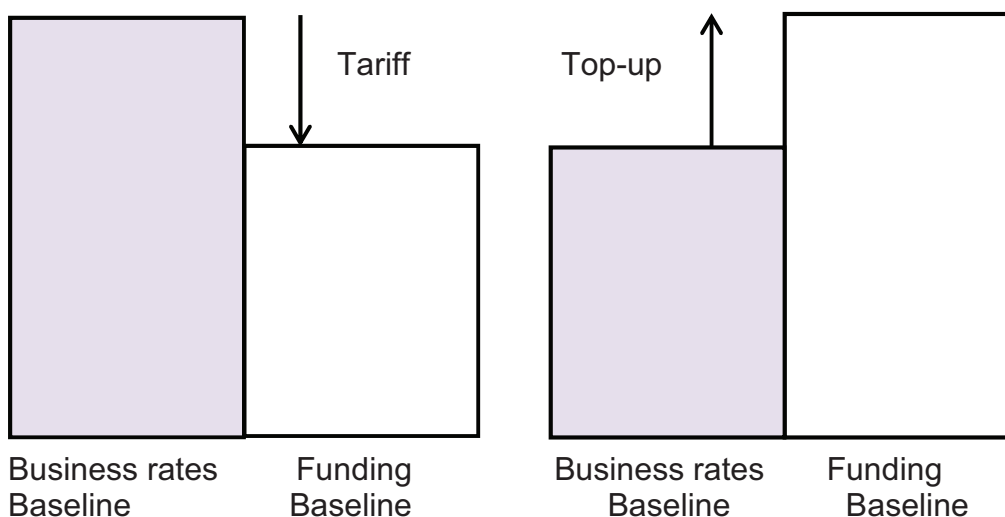 Tariff
Top-up
Business rates
Baseline
Funding
Baseline
Business rates
Baseline
Funding
Baseline